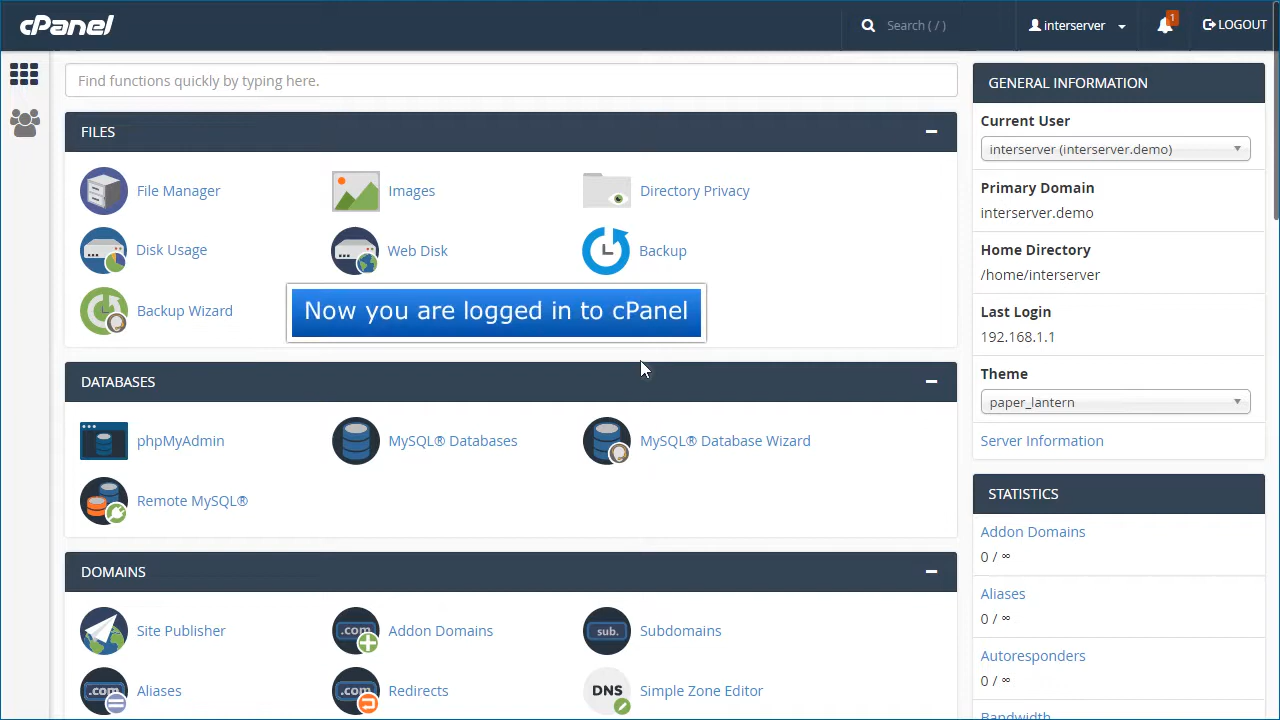 cPanel
Search ( / )
interserver
1
LOGOUT
Find functions quickly by typing here.
FILES
File Manager
Images
Directory Privacy
Disk Usage
Web Disk
Backup
Backup Wizard
Now you are logged in to cPanel
DATABASES
phpMyAdmin
MySQL® Databases
MySQL® Database Wizard
Remote MySQL®
DOMAINS
Site Publisher
.com
Addon Domains
sub.
Subdomains
.com
Aliases
.com
Redirects
DNS
Simple Zone Editor
GENERAL INFORMATION
Current User
interserver (interserver.demo)
Primary Domain
interserver.demo
Home Directory
/home/interserver
Last Login
192.168.1.1
Theme
paper_lantern
Server Information
STATISTICS
Addon Domains
0 / ∞
Aliases
0 / ∞
Autoresponders
0 / ∞
Bandwidth